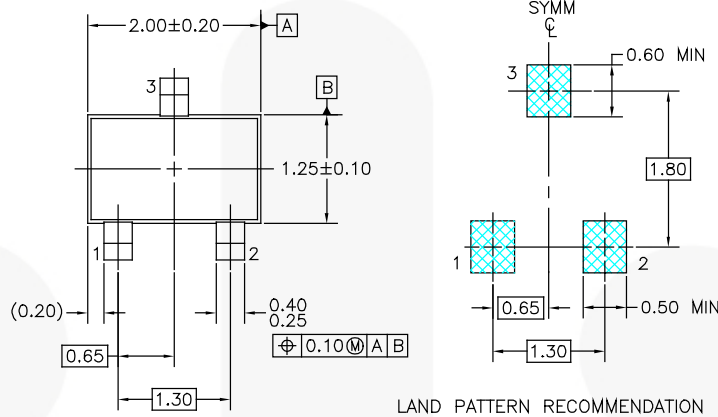 2.00±0.20
A
3
B
1.25±0.10
1
2
(0.20)
0.40
0.25
⌖ 0.10Ⓜ A B
0.65
1.30
SYMM
℄
3
0.60 MIN
1.80
1
2
0.65
0.50 MIN
1.30
LAND PATTERN RECOMMENDATION